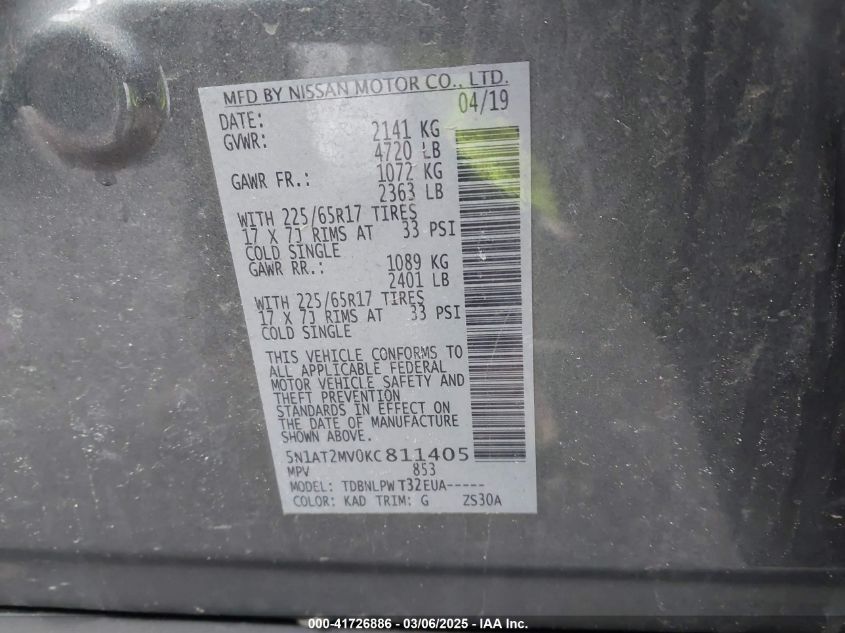 MFD BY NISSAN MOTOR CO., LTD.
DATE: 04/19
GVWR: 2141 KG
4720 LB
GAWR FR.: 1072 KG
2363 LB
WITH 225/65R17 TIRES
17 X 7J RIMS AT 33 PSI
COLD SINGLE
GAWR RR.: 1089 KG
2401 LB
WITH 225/65R17 TIRES
17 X 7J RIMS AT 33 PSI
COLD SINGLE
THIS VEHICLE CONFORMS TO
ALL APPLICABLE FEDERAL
MOTOR VEHICLE SAFETY AND
THEFT PREVENTION
STANDARDS IN EFFECT ON
THE DATE OF MANUFACTURE
SHOWN ABOVE.
5N1AT2MV0KC811405
MPV 853
MODEL: TDBNLPWT32EUA-----
COLOR: KAD TRIM: G ZS30A
000-41726886 - 03/06/2025 - IAA Inc.